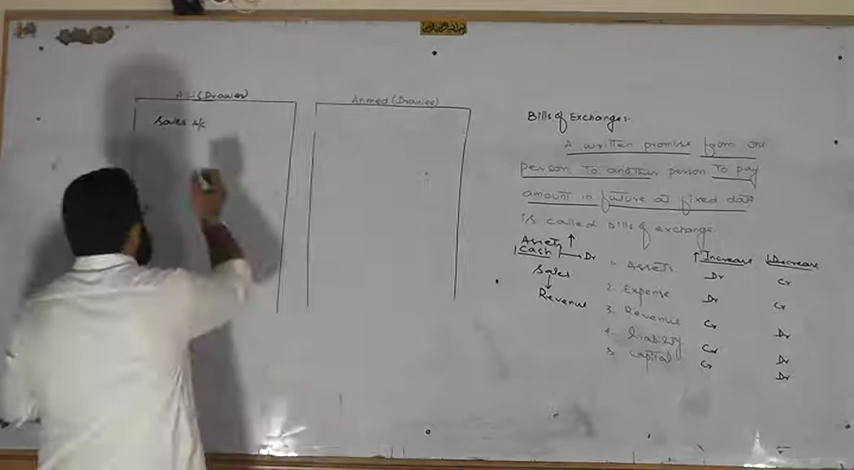 Ali (Drawer)
Sales A/c
Ahmed (Drawee)
Bills of Exchange:
A written promise from one
person to another person to pay
amount in future at fixed date
is called Bills of exchange.
Assets ↑
Cash → Dr
Sales
↓
Revenue
↑ Increase ↓ Decrease
1. Assets Dr Cr
2. Expense Dr Cr
3. Revenue Cr Dr
4. liability Cr Dr
5. Capital Cr Dr